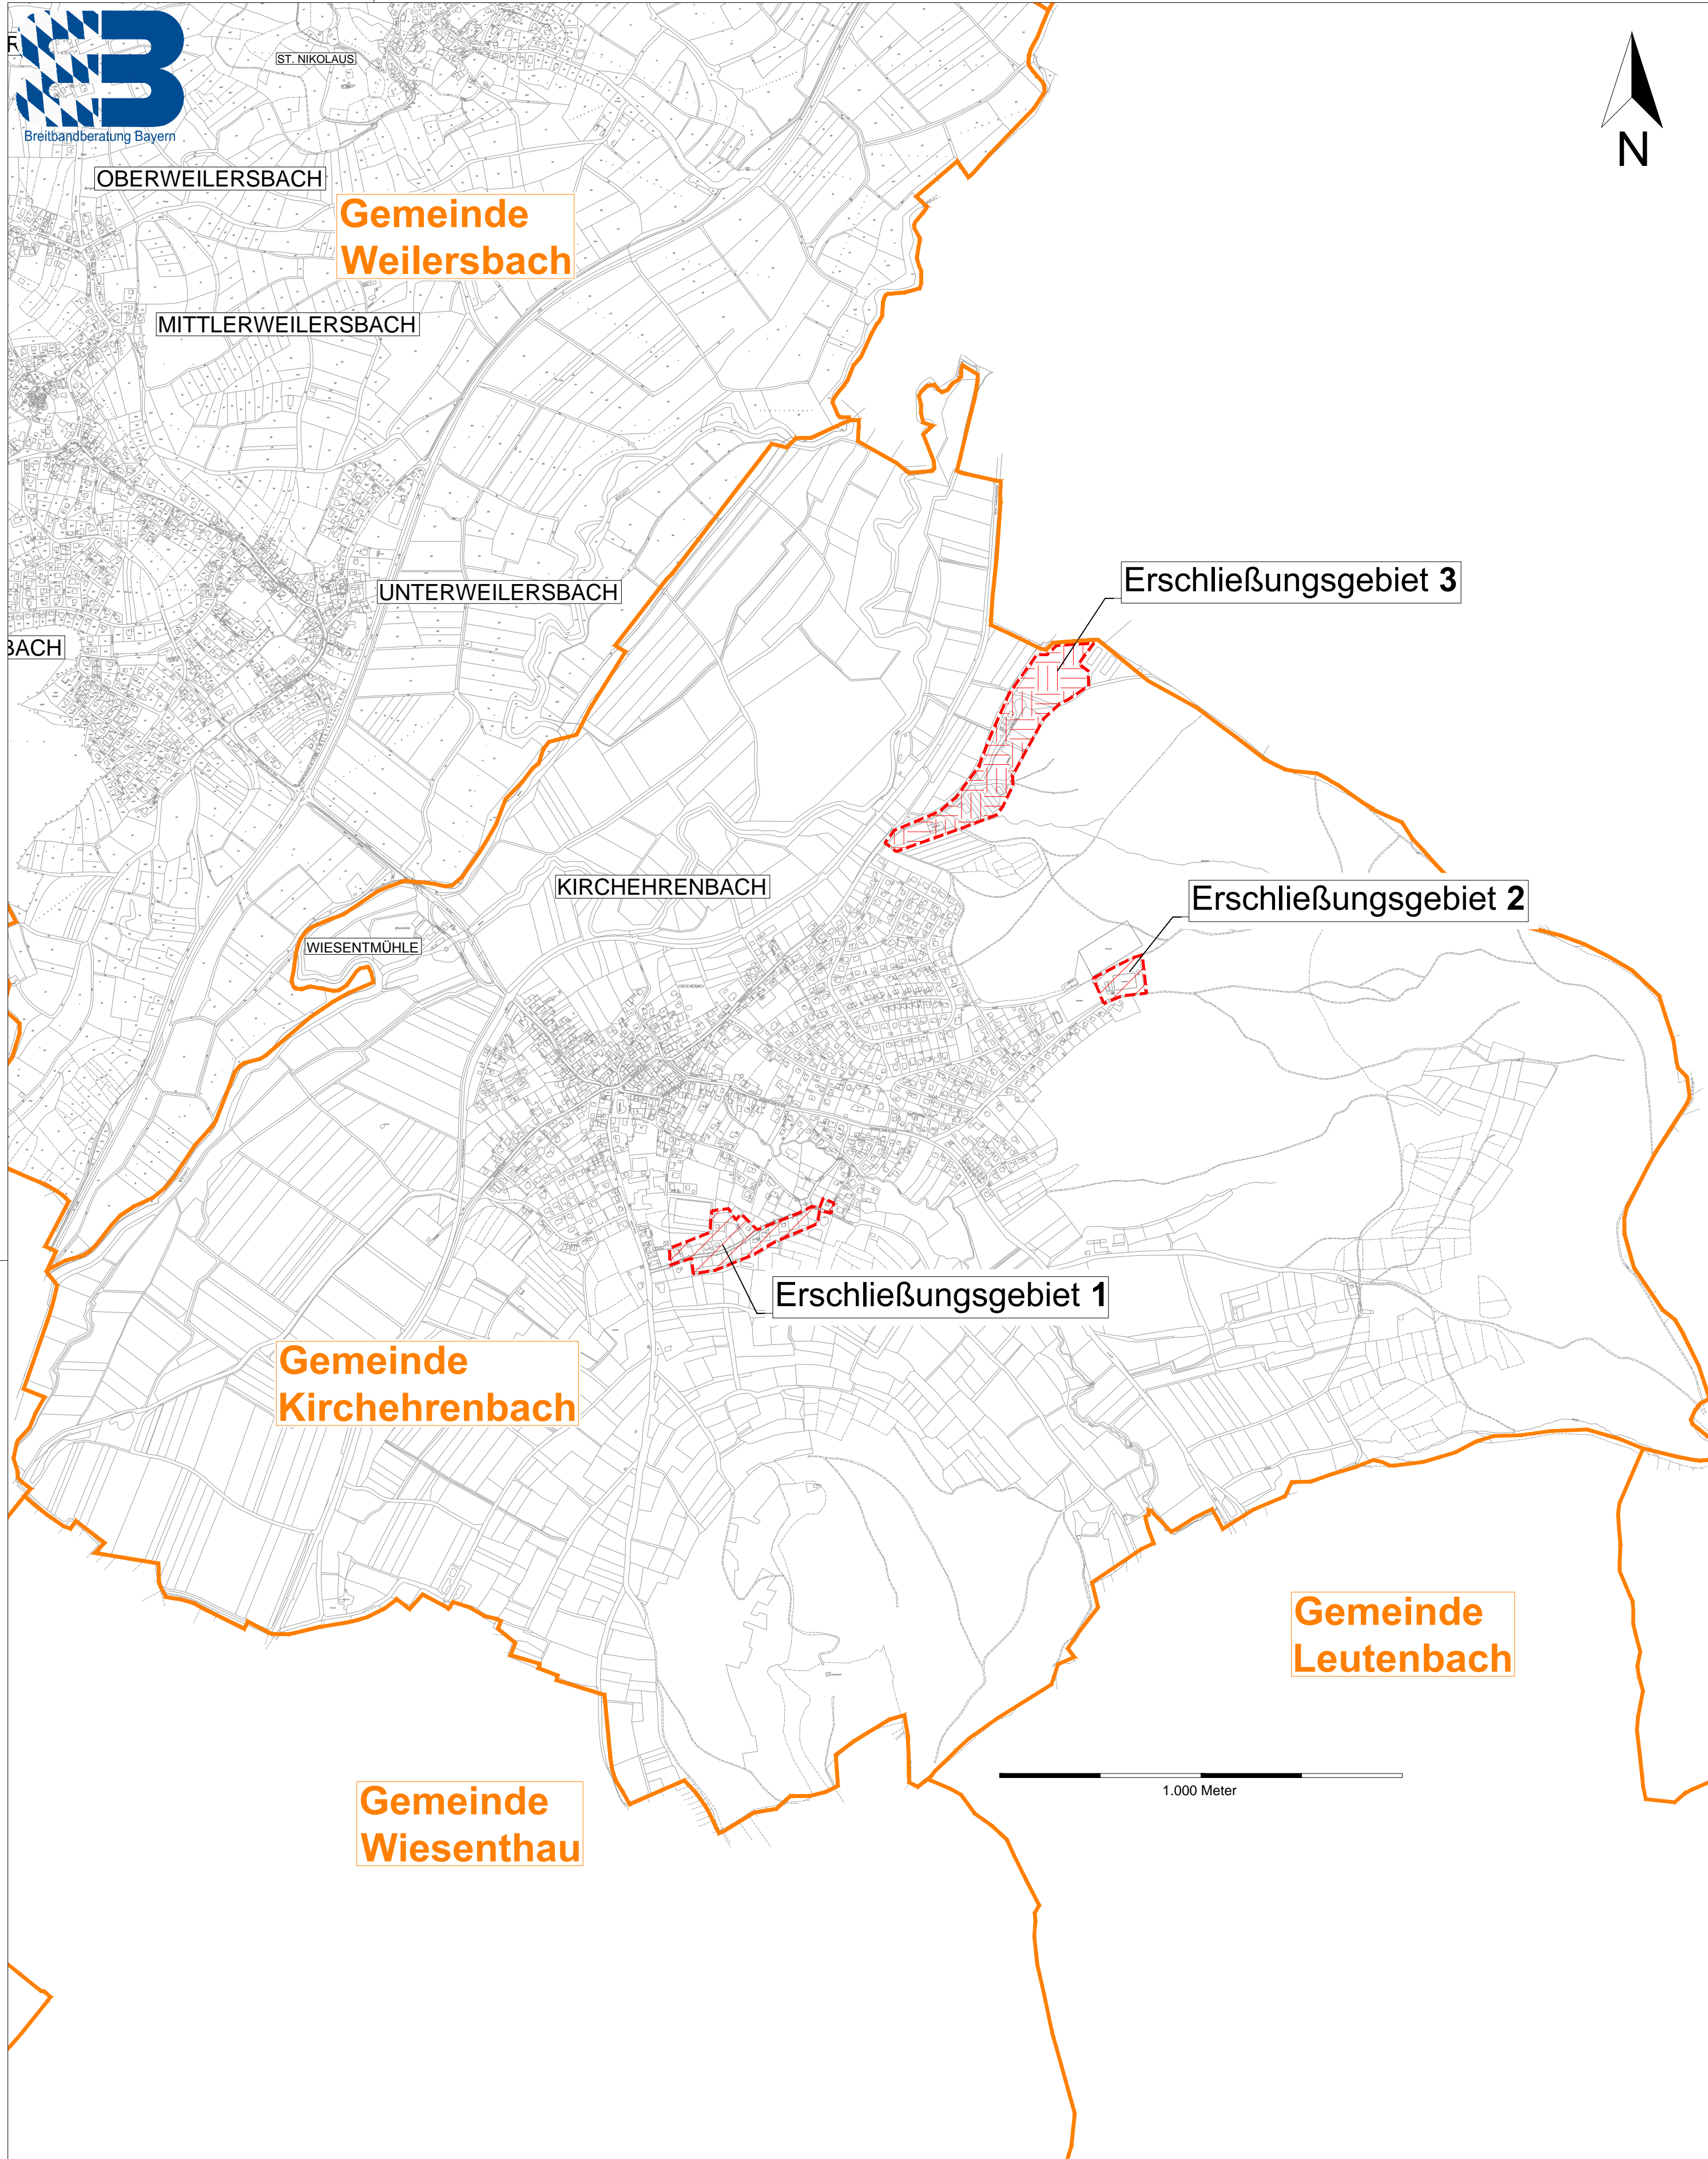 Breitbandberatung Bayern
ST. NIKOLAUS
OBERWEILERSBACH
Gemeinde
Weilersbach
N
MITTLERWEILERSBACH
Erschließungsgebiet 3
UNTERWEILERSBACH
BACH
KIRCHEHRENBACH
Erschließungsgebiet 2
WIESENTMÜHLE
Erschließungsgebiet 1
Gemeinde
Kirchehrenbach
Gemeinde
Leutenbach
1.000 Meter
Gemeinde
Wiesenthau